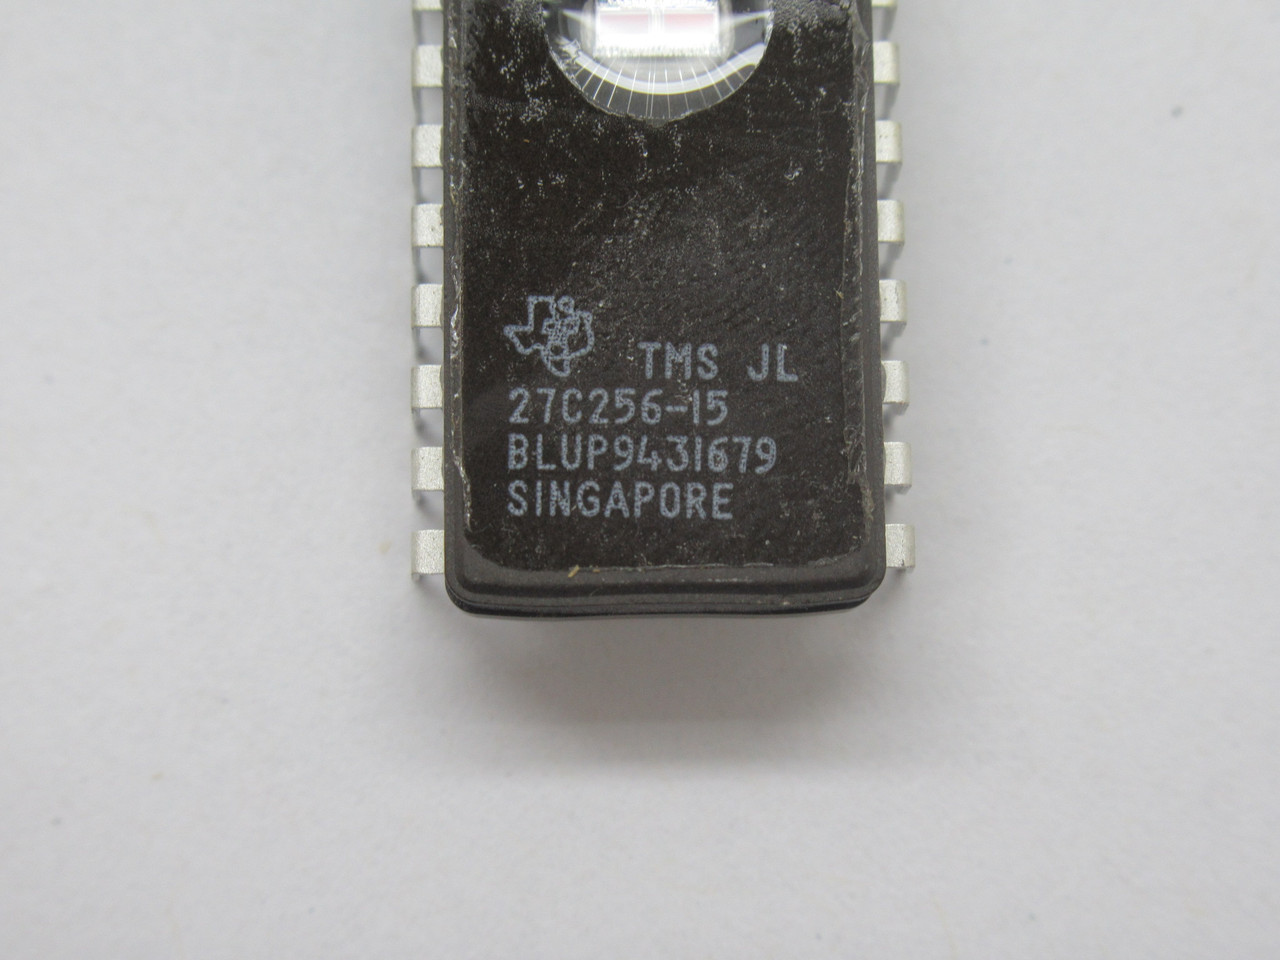 TMS JL
27C256-15
BLUP9431679
SINGAPORE